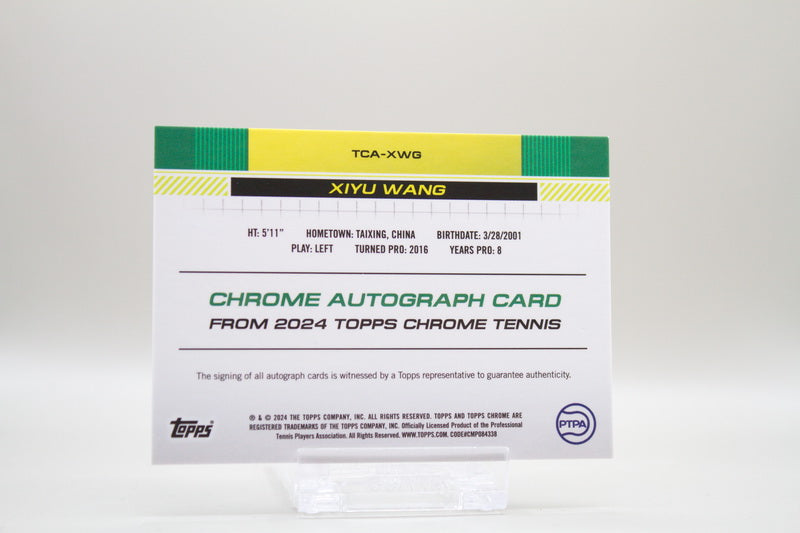 TCA-XWG
XIYU WANG
HT: 5'11" HOMETOWN: TAIXING, CHINA BIRTHDATE: 3/28/2001
PLAY: LEFT TURNED PRO: 2016 YEARS PRO: 8
CHROME AUTOGRAPH CARD
FROM 2024 TOPPS CHROME TENNIS
The signing of all autograph cards is witnessed by a Topps representative to guarantee authenticity.
topps®
® & © 2024 THE TOPPS COMPANY, INC. ALL RIGHTS RESERVED. TOPPS AND TOPPS CHROME ARE
REGISTERED TRADEMARKS OF THE TOPPS COMPANY, INC. Officially Licensed Product of the Professional
Tennis Players Association. All Rights Reserved. WWW.TOPPS.COM. CODE#CMP084338
PTPA